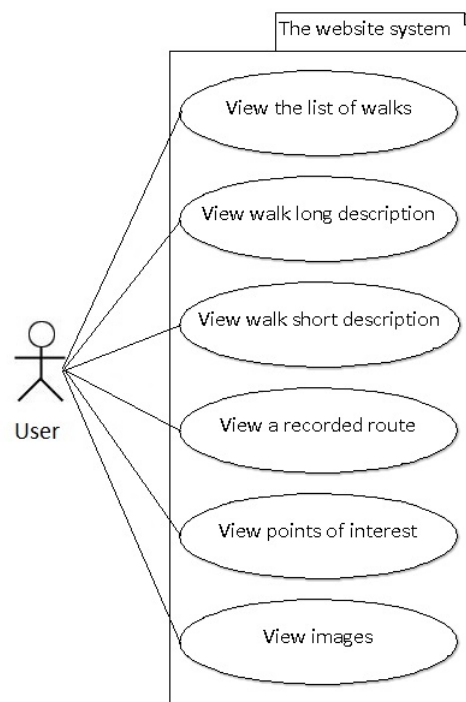 The website system
View the list of walks
View walk long description
View walk short description
User
View a recorded route
View points of interest
View images